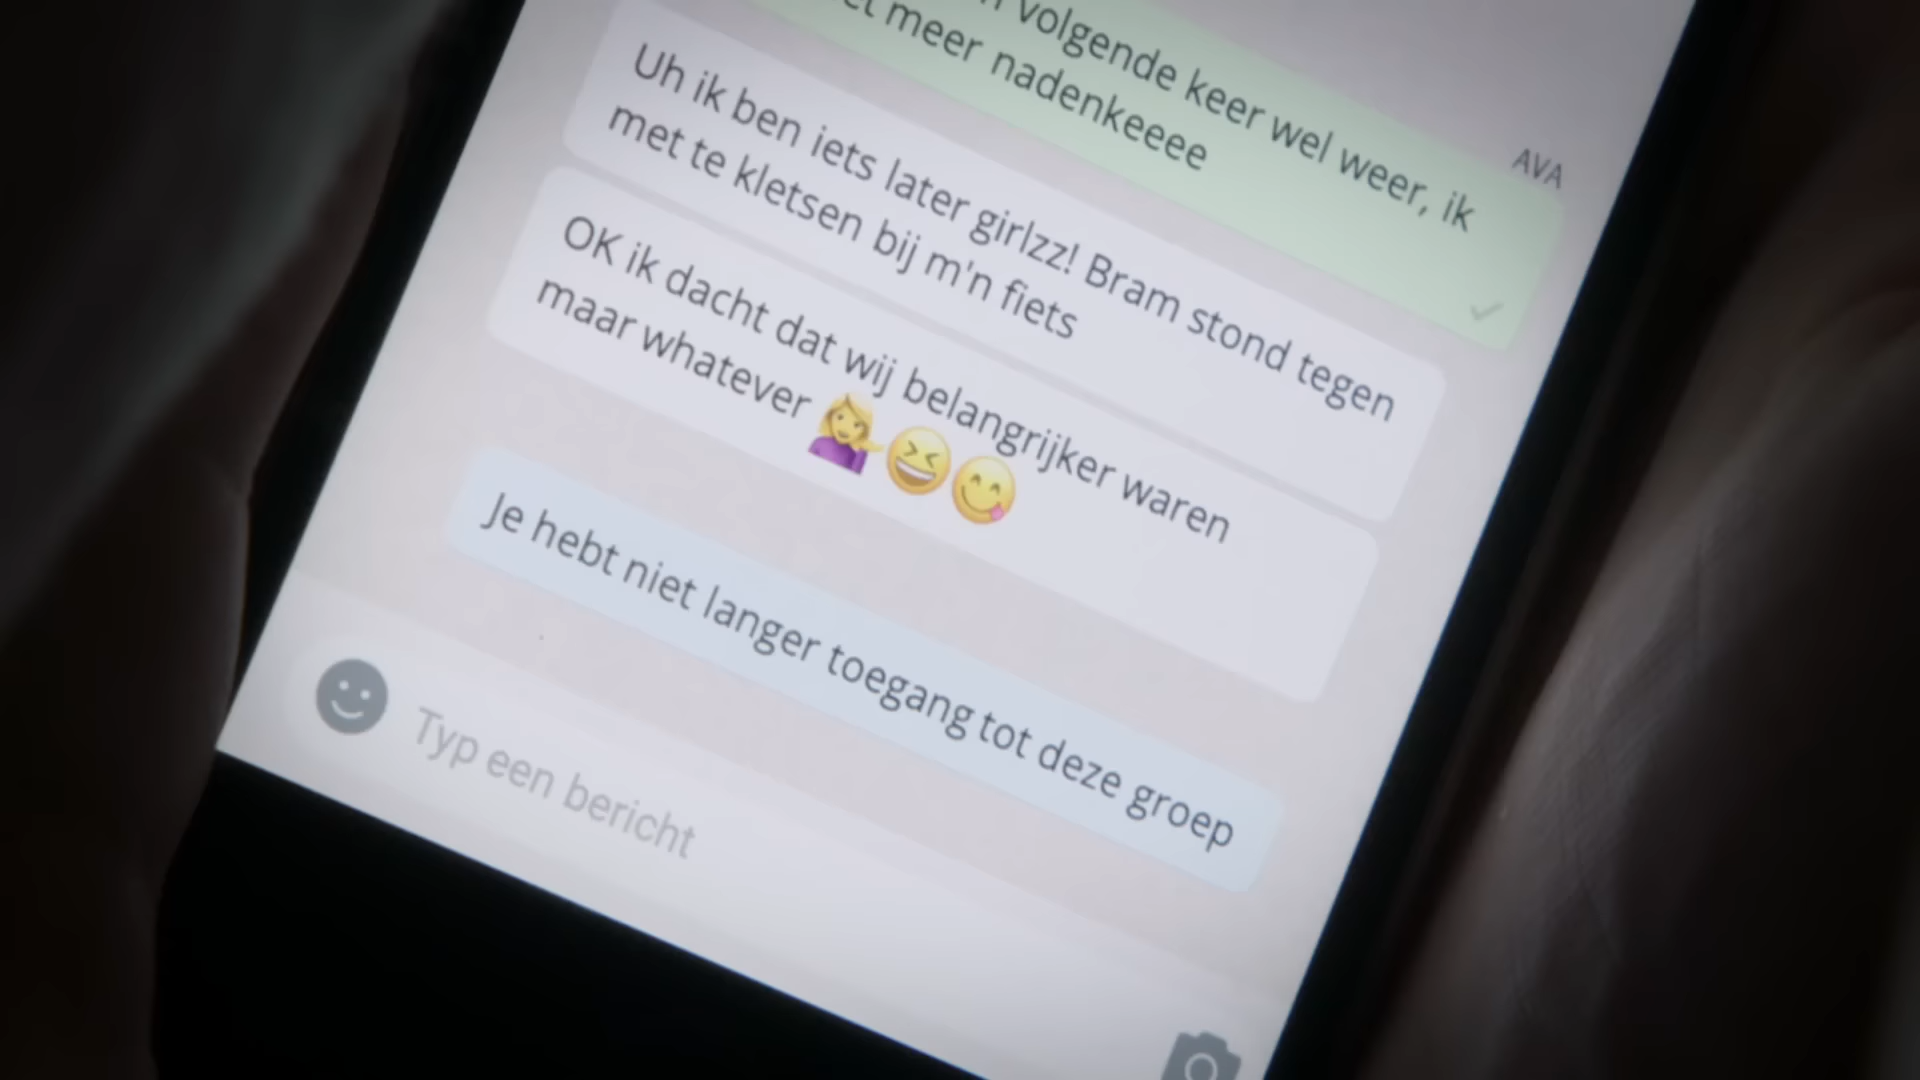 volgende keer wel weer, ik
meer nadenkeeee
AVA
Uh ik ben iets later girlzz! Bram stond tegen
met te kletsen bij m'n fiets
OK ik dacht dat wij belangrijker waren
maar whatever 💁‍♀️😆😋
Je hebt niet langer toegang tot deze groep
Typ een bericht